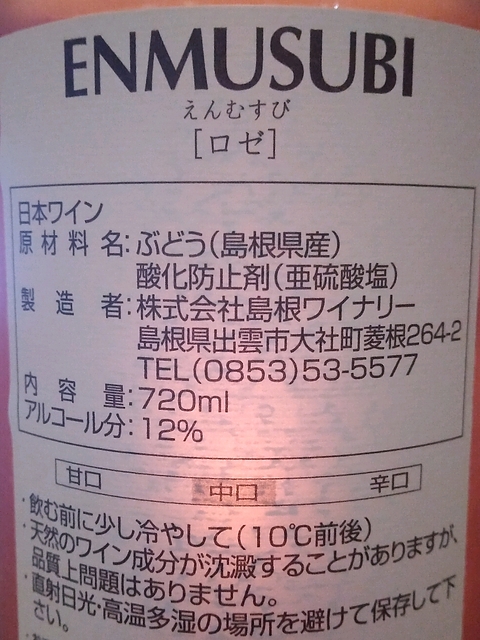 ENMUSUBI
えんむすび
[ロゼ]
日本ワイン
原材料名：ぶどう（島根県産）
酸化防止剤（亜硫酸塩）
製造者：株式会社島根ワイナリー
島根県出雲市大社町菱根264-2
TEL(0853)53-5577
内容量：720ml
アルコール分：12%
甘口 中口 辛口
・飲む前に少し冷やして（10℃前後）
・天然のワイン成分が沈澱することがありますが、
品質上問題はありません。
・直射日光・高温多湿の場所を避けて保存して下
さい。